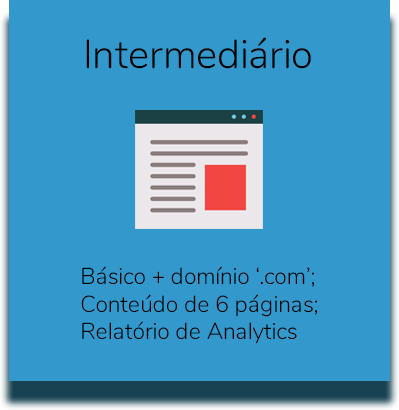 Intermediário
Básico + domínio ‘.com’;
Conteúdo de 6 páginas;
Relatório de Analytics